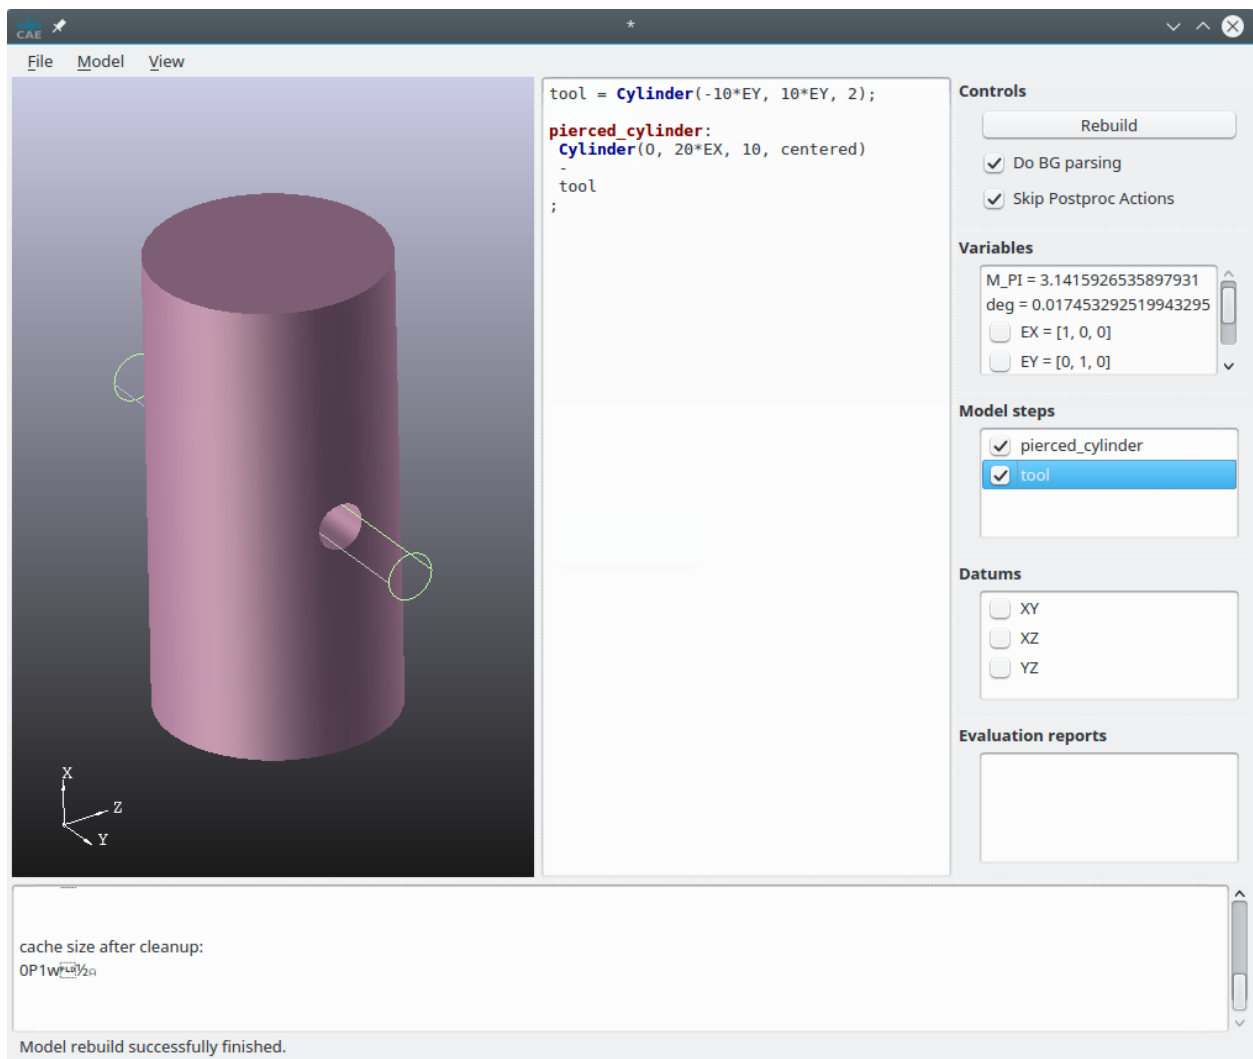 CAE
*
File Model View
tool = Cylinder(-10*EY, 10*EY, 2);
pierced_cylinder:
Cylinder(O, 20*EX, 10, centered)
-
tool
;
X
Z
Y
Controls
Rebuild
Do BG parsing
Skip Postproc Actions
Variables
M_PI = 3.1415926535897931
deg = 0.017453292519943295
EX = [1, 0, 0]
EY = [0, 1, 0]
Model steps
pierced_cylinder
tool
Datums
XY
XZ
YZ
Evaluation reports
cache size after cleanup:
Model rebuild successfully finished.